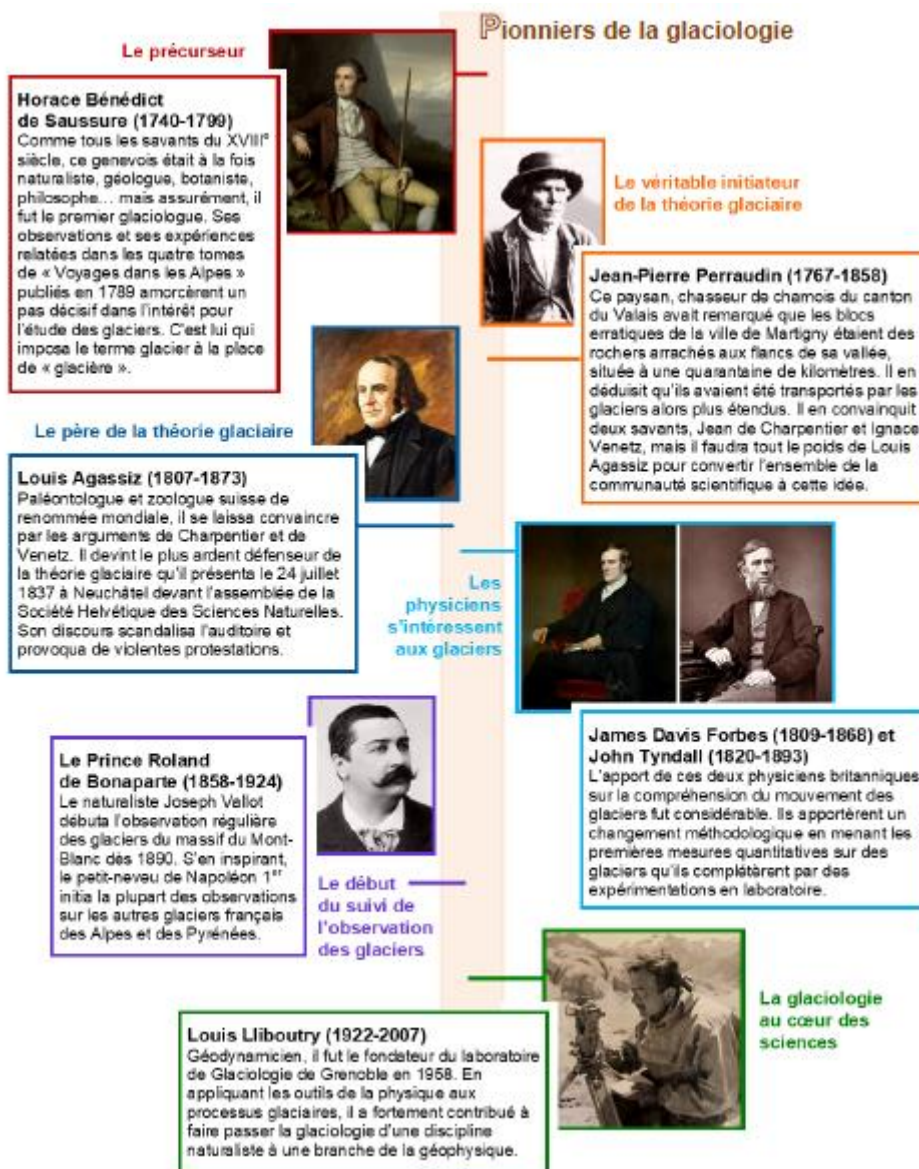 Pionniers de la glaciologie
Le précurseur
Horace Bénédict
de Saussure (1740-1799)
Comme tous les savants du XVIIIe
siècle, ce genevois était à la fois
naturaliste, géologue, botaniste,
philosophe... mais assurément, il
fut le premier glaciologue. Ses
observations et ses expériences
relatées dans les quatre tomes
de « Voyages dans les Alpes »
publiés en 1789 amorcèrent un
pas décisif dans l'intérêt pour
l'étude des glaciers. C'est lui qui
imposa le terme glacier à la place
de « glacière ».
Le véritable initiateur
de la théorie glaciaire
Jean-Pierre Perraudin (1767-1858)
Ce paysan, chasseur de chamois du canton
du Valais avait remarqué que les blocs
erratiques de la ville de Martigny étaient des
rochers arrachés aux flancs de sa vallée,
située à une quarantaine de kilomètres. Il en
déduisit qu'ils avaient été transportés par les
glaciers alors plus étendus. Il en convainquit
deux savants, Jean de Charpentier et Ignace
Venetz, mais il faudra tout le poids de Louis
Agassiz pour convertir l'ensemble de la
communauté scientifique à cette idée.
Le père de la théorie glaciaire
Louis Agassiz (1807-1873)
Paléontologue et zoologue suisse de
renommée mondiale, il se laissa convaincre
par les arguments de Charpentier et de
Venetz. Il devint le plus ardent défenseur de
la théorie glaciaire qu'il présenta le 24 juillet
1837 à Neuchâtel devant l'assemblée de la
Société Helvétique des Sciences Naturelles.
Son discours scandalisa l'auditoire et
provoqua de violentes protestations.
Les
physiciens
s'intéressent
aux glaciers
James Davis Forbes (1809-1868) et
John Tyndall (1820-1893)
L'apport de ces deux physiciens britanniques
sur la compréhension du mouvement des
glaciers fut considérable. Ils apportèrent un
changement méthodologique en menant les
premières mesures quantitatives sur des
glaciers qu'ils complétèrent par des
expérimentations en laboratoire.
Le Prince Roland
de Bonaparte (1858-1924)
Le naturaliste Joseph Vallot
débuta l'observation régulière
des glaciers du massif du Mont-
Blanc dès 1890. S'en inspirant,
le petit-neveu de Napoléon 1er
initia la plupart des observations
sur les autres glaciers français
des Alpes et des Pyrénées.
Le début
du suivi de
l'observation
des glaciers
La glaciologie
au cœur des
sciences
Louis Lliboutry (1922-2007)
Géodynamicien, il fut le fondateur du laboratoire
de Glaciologie de Grenoble en 1958. En
appliquant les outils de la physique aux
processus glaciaires, il a fortement contribué à
faire passer la glaciologie d'une discipline
naturaliste à une branche de la géophysique.